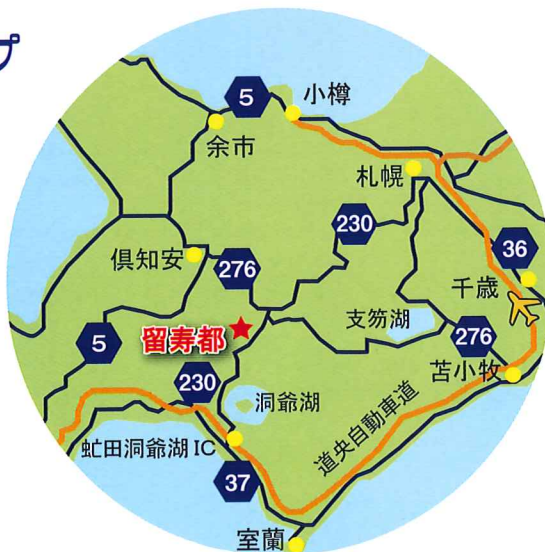 プ
5
小樽
余市
札幌
230
36
倶知安
276
千歳
支笏湖
276
留寿都
5
苫小牧
230
洞爺湖
道央自動車道
虻田洞爺湖IC
37
室蘭